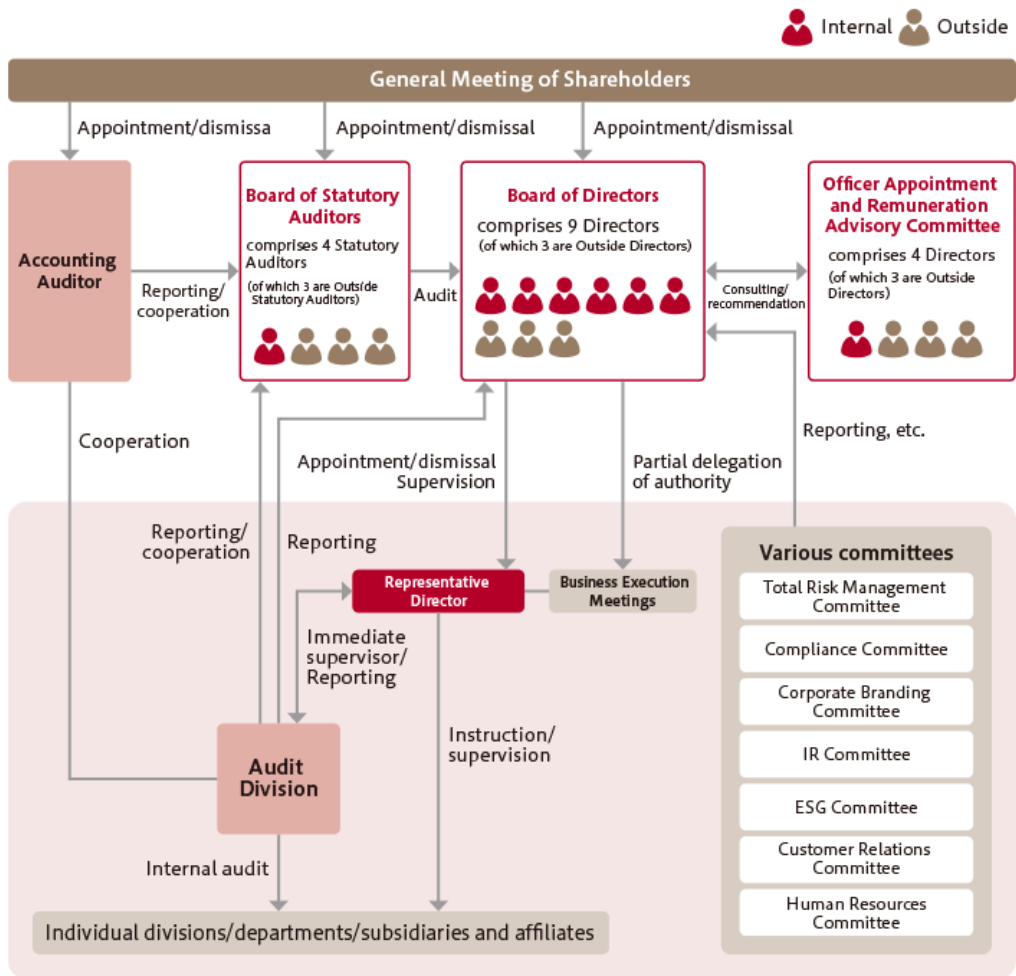 Internal
Outside
General Meeting of Shareholders
Appointment/dismissa
Appointment/dismissal
Appointment/dismissal
Accounting
Auditor
Reporting/
cooperation
Board of Statutory
Auditors
comprises 4 Statutory
Auditors
(of which 3 are Outside
Statutory Auditors)
Audit
Board of Directors
comprises 9 Directors
(of which 3 are Outside Directors)
Consulting/
recommendation
Officer Appointment
and Remuneration
Advisory Committee
comprises 4 Directors
(of which 3 are Outside
Directors)
Cooperation
Appointment/dismissal
Supervision
Partial delegation
of authority
Reporting, etc.
Reporting/
cooperation
Reporting
Representative
Director
Business Execution
Meetings
Immediate
supervisor/
Reporting
Instruction/
supervision
Audit
Division
Internal audit
Individual divisions/departments/subsidiaries and affiliates
Various committees
Total Risk Management
Committee
Compliance Committee
Corporate Branding
Committee
IR Committee
ESG Committee
Customer Relations
Committee
Human Resources
Committee